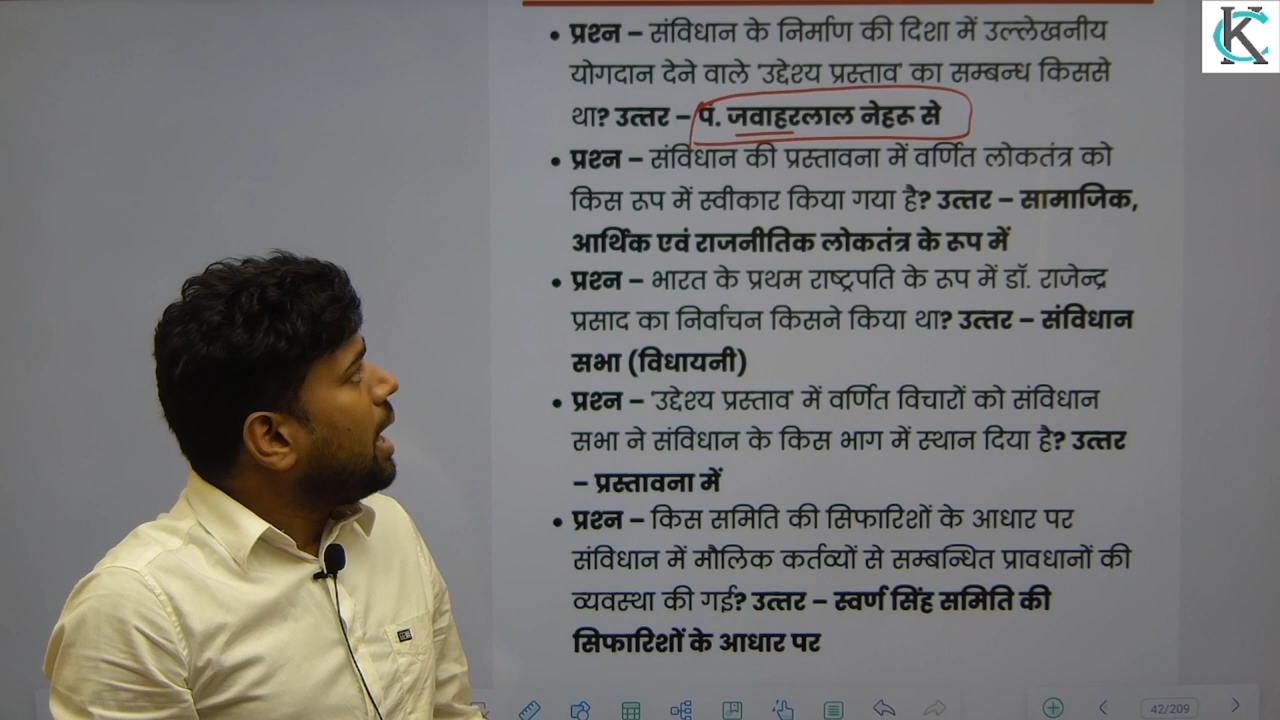 KC
• प्रश्न – संविधान के निर्माण की दिशा में उल्लेखनीय
योगदान देने वाले 'उद्देश्य प्रस्ताव' का सम्बन्ध किससे
था? उत्तर – पं. जवाहरलाल नेहरू से
• प्रश्न – संविधान की प्रस्तावना में वर्णित लोकतंत्र को
किस रूप में स्वीकार किया गया है? उत्तर – सामाजिक,
आर्थिक एवं राजनीतिक लोकतंत्र के रूप में
• प्रश्न – भारत के प्रथम राष्ट्रपति के रूप में डॉ. राजेन्द्र
प्रसाद का निर्वाचन किसने किया था? उत्तर – संविधान
सभा (विधायनी)
• प्रश्न – 'उद्देश्य प्रस्ताव' में वर्णित विचारों को संविधान
सभा ने संविधान के किस भाग में स्थान दिया है? उत्तर
– प्रस्तावना में
• प्रश्न – किस समिति की सिफारिशों के आधार पर
संविधान में मौलिक कर्तव्यों से सम्बन्धित प्रावधानों की
व्यवस्था की गई? उत्तर – स्वर्ण सिंह समिति की
सिफारिशों के आधार पर
42/209